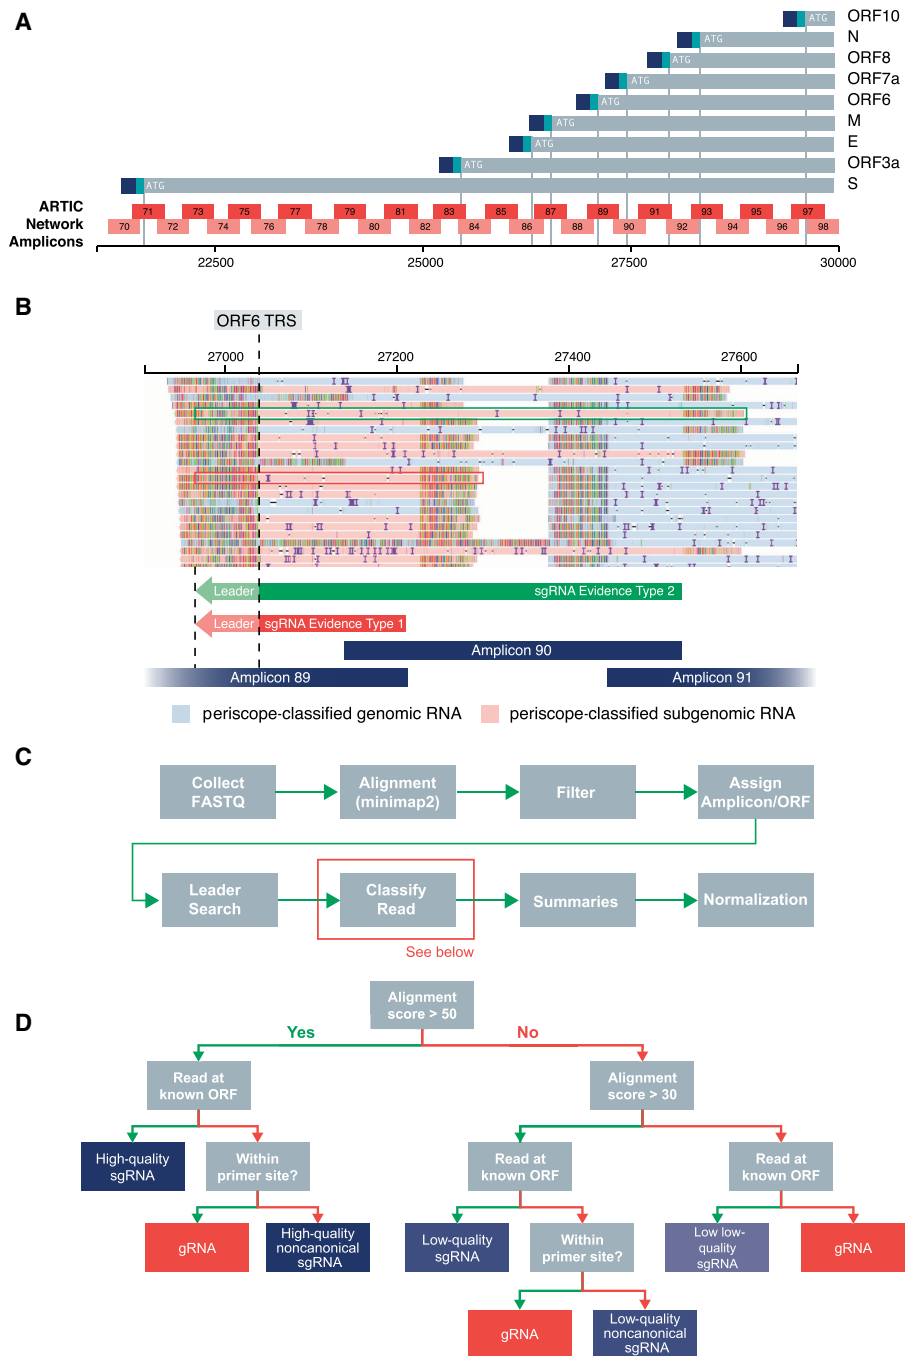 A
ATG ORF10
ATG N
ATG ORF8
ATG ORF7a
ATG ORF6
ATG M
ATG E
ATG ORF3a
ATG S
ARTIC
Network
Amplicons
71 73 75 77 79 81 83 85 87 89 91 93 95 97
70 72 74 76 78 80 82 84 86 88 90 92 94 96 98
22500 25000 27500 30000
B
ORF6 TRS
27000 27200 27400 27600
Leader sgRNA Evidence Type 2
Leader sgRNA Evidence Type 1
Amplicon 90
Amplicon 89 Amplicon 91
periscope-classified genomic RNA periscope-classified subgenomic RNA
C
Collect
FASTQ
Alignment
(minimap2)
Filter
Assign
Amplicon/ORF
Leader
Search
Classify
Read
Summaries
Normalization
See below
D
Alignment
score > 50
Yes No
Read at
known ORF
Alignment
score > 30
High-quality
sgRNA
Within
primer site?
Read at
known ORF
Read at
known ORF
gRNA
High-quality
noncanonical
sgRNA
Low-quality
sgRNA
Within
primer site?
Low low-
quality
sgRNA
gRNA
gRNA
Low-quality
noncanonical
sgRNA